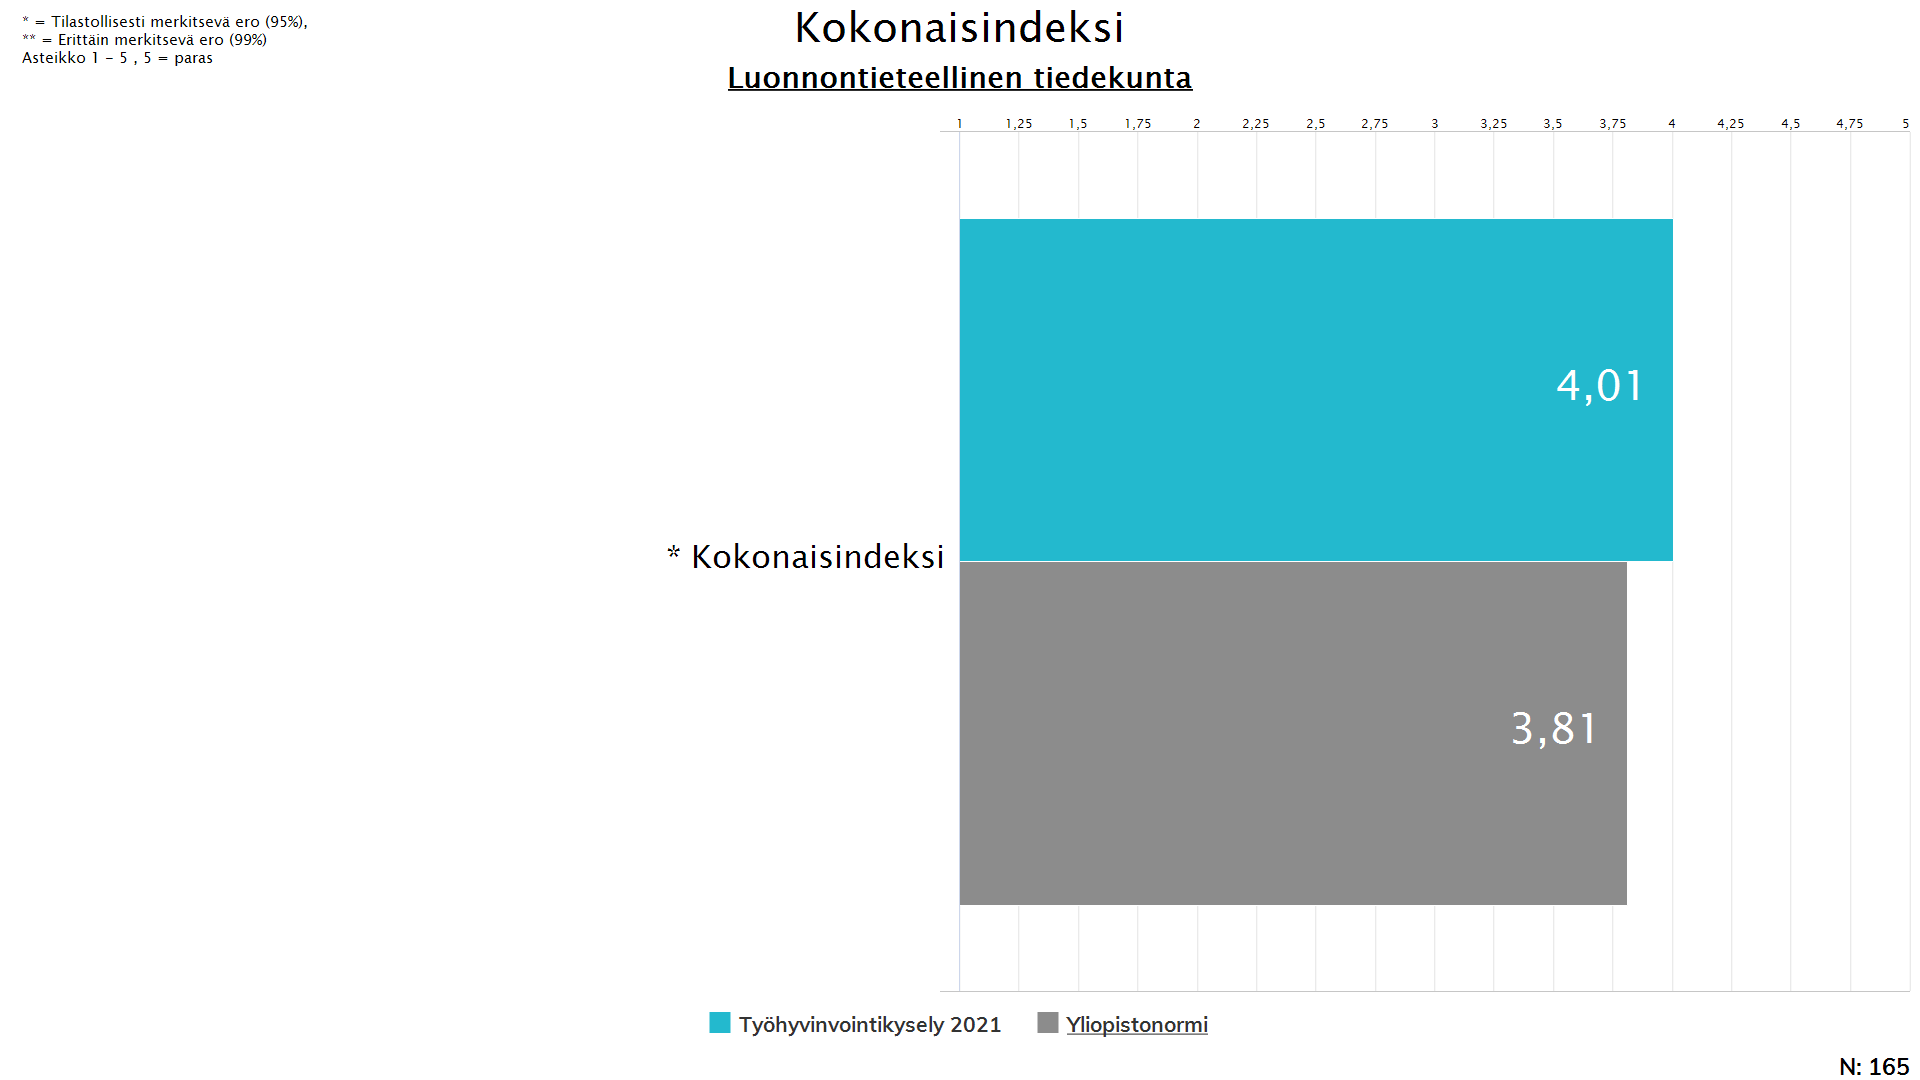 * = Tilastollisesti merkitsevä ero (95%),
** = Erittäin merkitsevä ero (99%)
Asteikko 1 - 5 , 5 = paras
Kokonaisindeksi
Luonnontieteellinen tiedekunta
1 1,25 1,5 1,75 2 2,25 2,5 2,75 3 3,25 3,5 3,75 4 4,25 4,5 4,75 5
4,01
* Kokonaisindeksi
3,81
Työhyvinvointikysely 2021 Yliopistonormi
N: 165